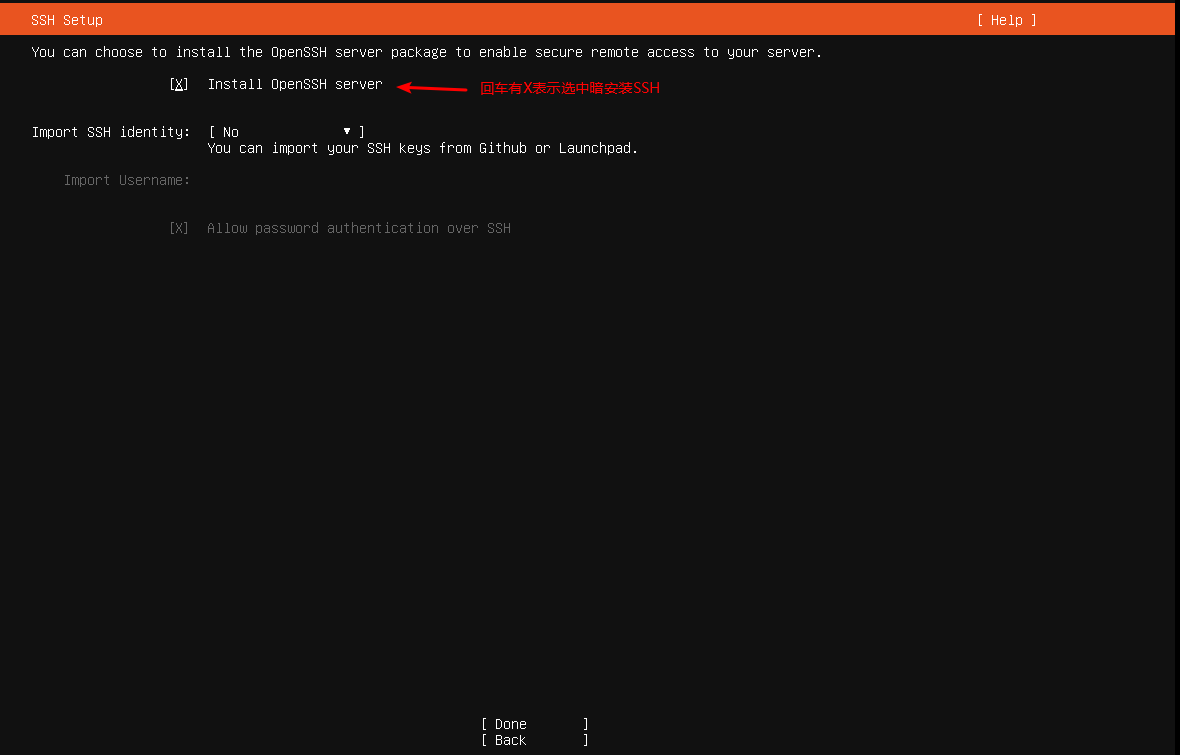 SSH Setup [ Help ]
You can choose to install the OpenSSH server package to enable secure remote access to your server.
[X] Install OpenSSH server 回车有X表示选中暗安装SSH
Import SSH identity: [ No ▼ ]
You can import your SSH keys from Github or Launchpad.
Import Username:
[X] Allow password authentication over SSH
[ Done ]
[ Back ]